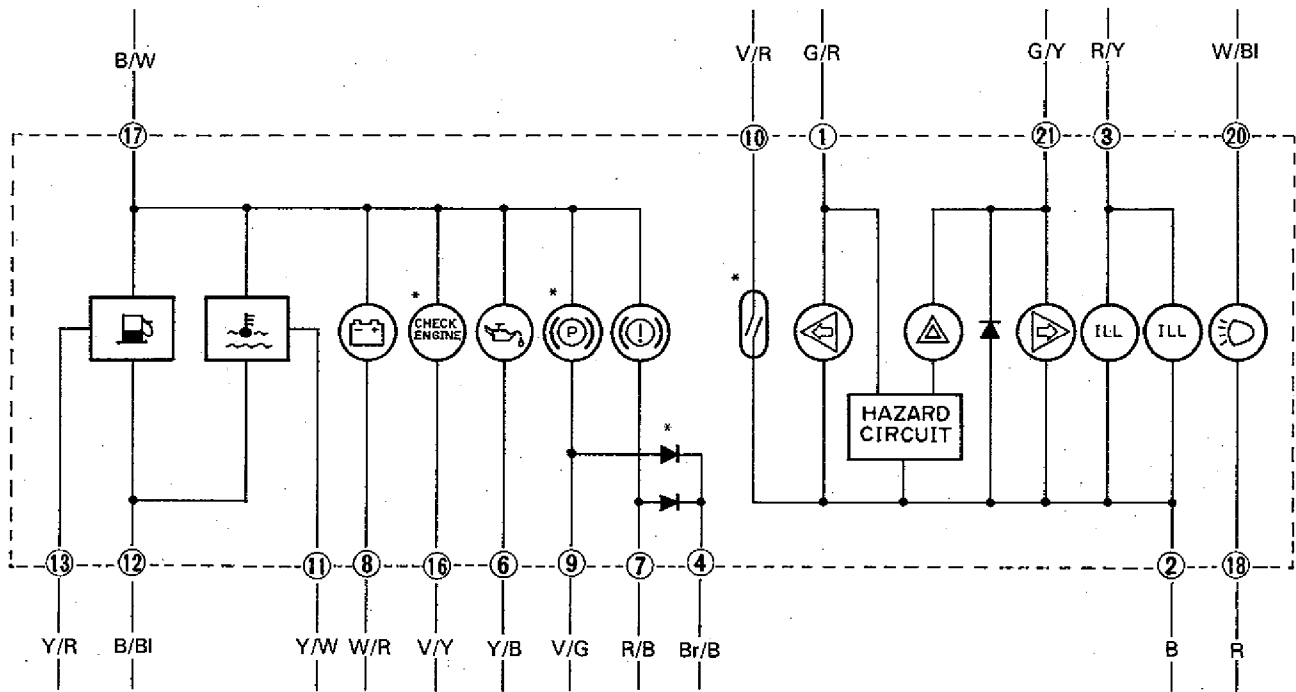 B/W V/R G/R G/Y R/Y W/Bl
17 10 1 21 3 20
* * *
CHECK ENGINE P ! ILL ILL
HAZARD
CIRCUIT
*
13 12 11 8 16 6 9 7 4 2 18
Y/R B/Bl Y/W W/R V/Y Y/B V/G R/B Br/B B R